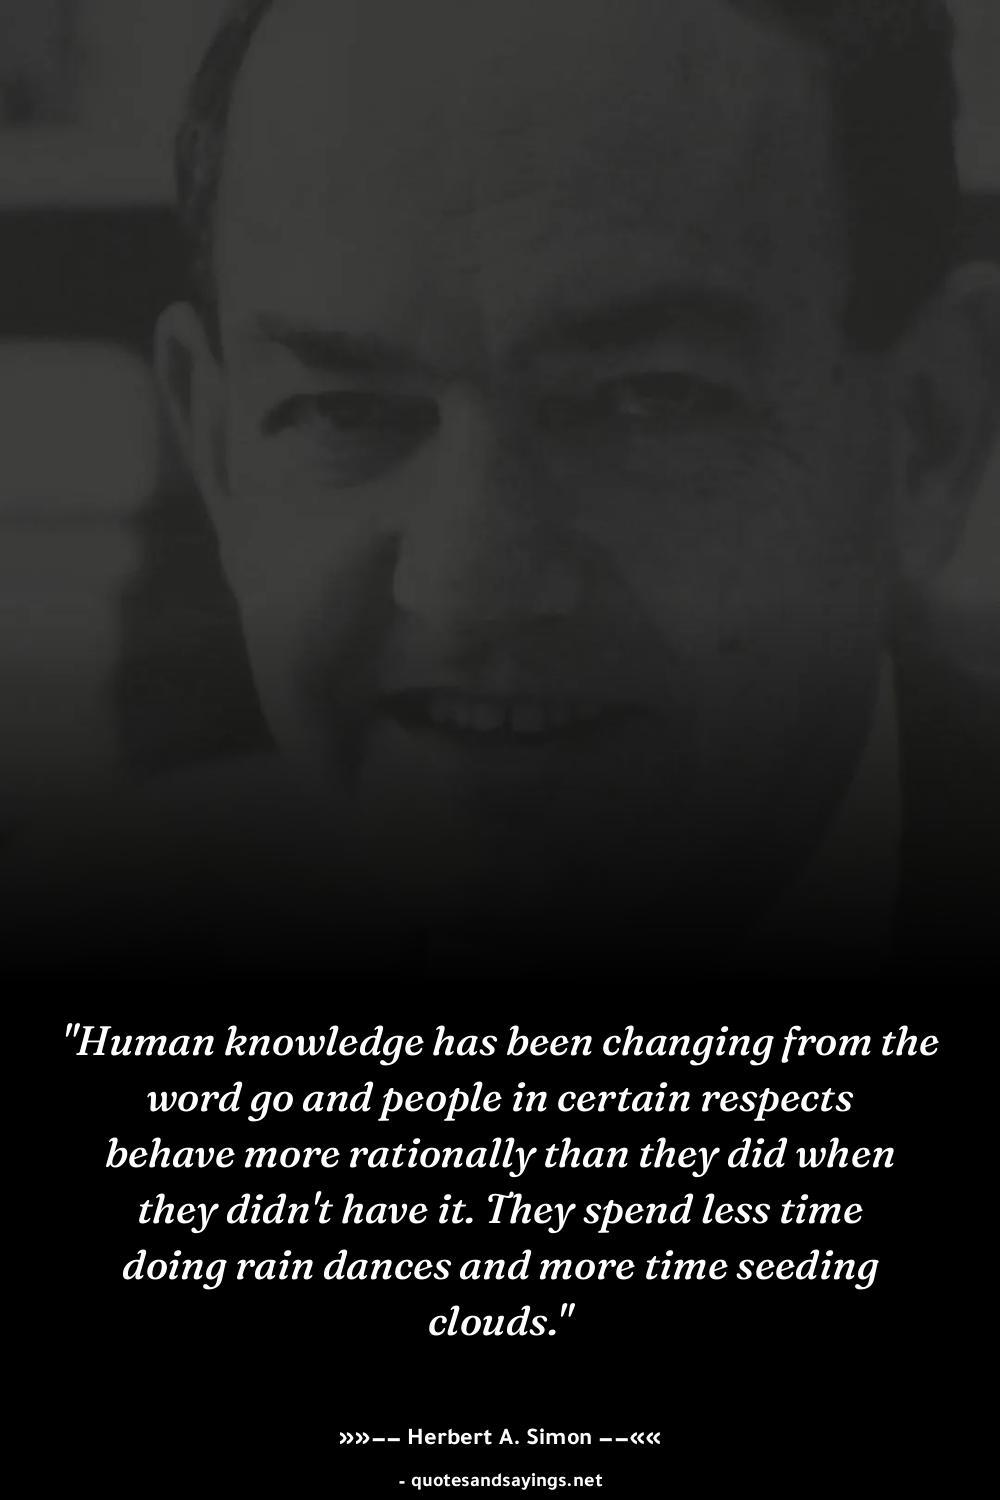 "Human knowledge has been changing from the
word go and people in certain respects
behave more rationally than they did when
they didn't have it. They spend less time
doing rain dances and more time seeding
clouds."
»»−− Herbert A. Simon −−««
- quotesandsayings.net